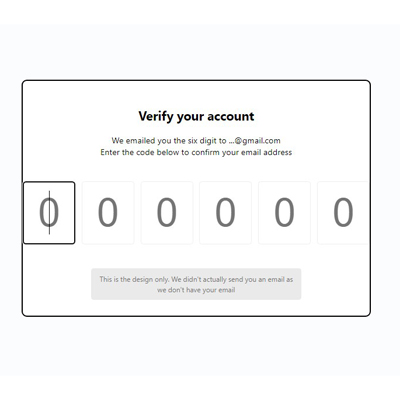 Verify your account
We emailed you the six digit to ...@gmail.com
Enter the code below to confirm your email address
0 0 0 0 0 0
This is the design only. We didn't actually send you an email as
we don't have your email